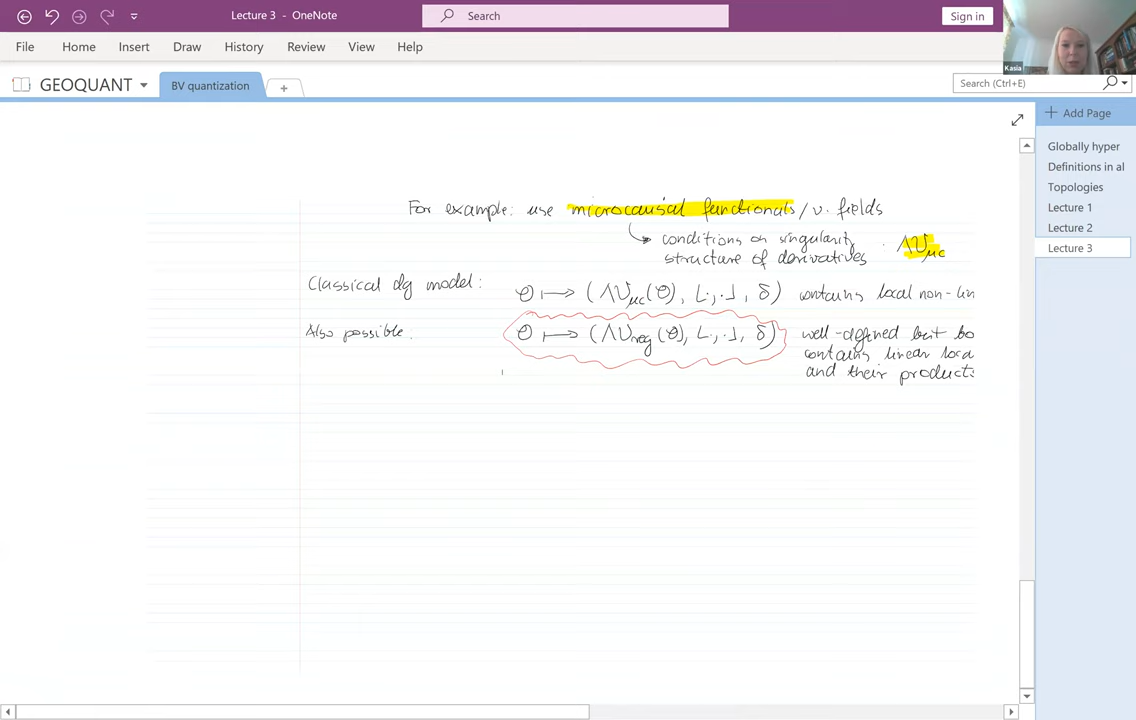 Lecture 3 - OneNote
Search
Sign in
File Home Insert Draw History Review View Help
Kasia
GEOQUANT
BV quantization
Search (Ctrl+E)
Add Page
Globally hyper
Definitions in al
Topologies
Lecture 1
Lecture 2
Lecture 3
For example: use microcausal functionals / v. fields
conditions on singularity
structure of derivatives
ΛV_μc
Classical dg model: O ↦ (ΛV_μc(O), ⌊·,·⌋, δ) contains local non-lin
Also possible: O ↦ (ΛV_reg(O), ⌊·,·⌋, δ) well-defined but
contains linear loca
and their products